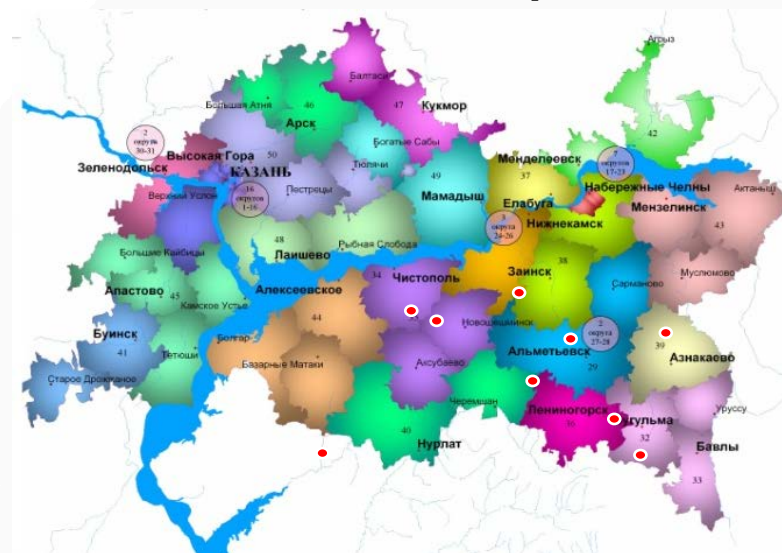 Агрыз
Балтаси
Большая Атня
46
47
Кукмор
Арск
42
2
округа
30-31
Богатые Сабы
Высокая Гора
50
Тюлячи
Менделеевск
округов
17-23
Зеленодольск
КАЗАНЬ
49
37
Набережные Челны
Актаныш
16
округов
1-16
Пестрецы
Мамадыш
Елабуга
Мензелинск
Верхний Услон
Нижнекамск
43
3
округа
24-26
Рыбная Слобода
48
Лаишево
Большие Кайбицы
34
Чистополь
Заинск
38
Муслюмово
Сарманово
Апастово
45
Камское Устье
Алексеевское
44
Новошешминск
2
округа
27-28
Буинск
41
Болгар
Альметьевск
39
Азнакаево
Тетюши
Базарные Матаки
Аксубаево
29
Старое Дрожжаное
Черемшан
Лениногорск
Уруссу
40
Нурлат
32
Бавлы
33